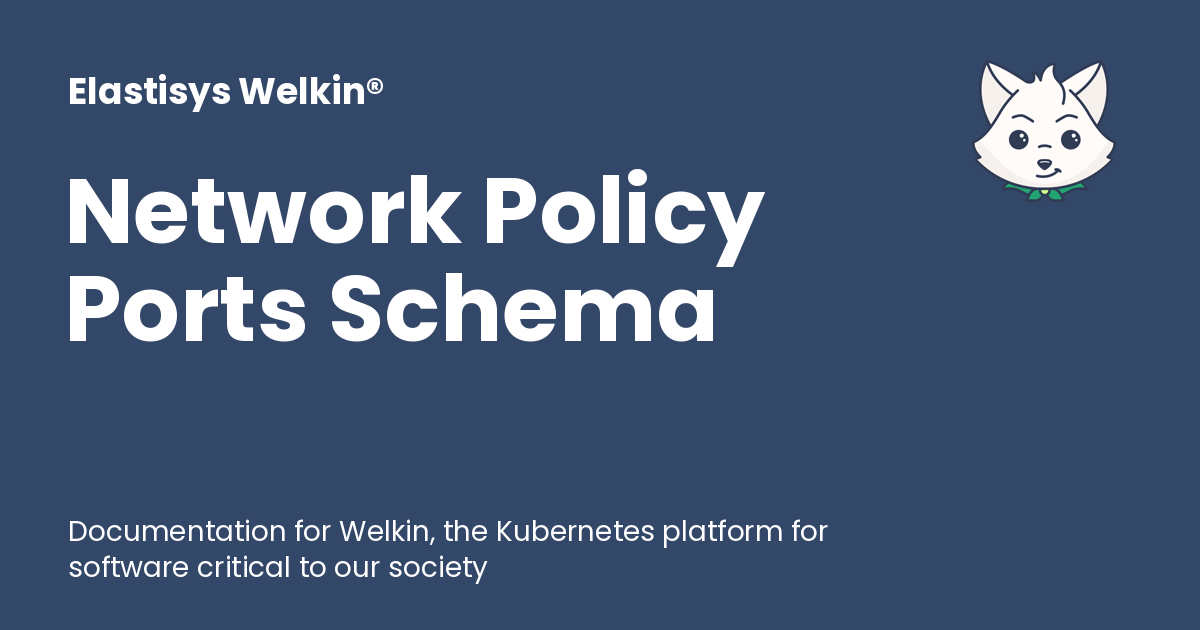 Elastisys Welkin®
Network Policy
Ports Schema
Documentation for Welkin, the Kubernetes platform for
software critical to our society